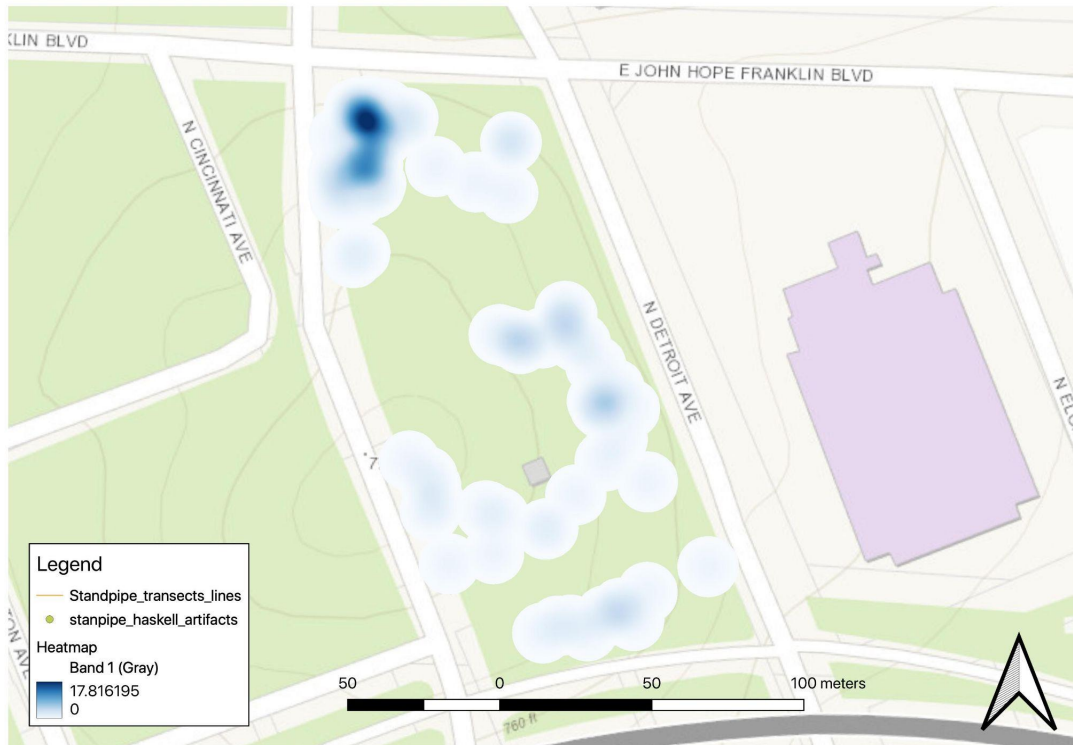 KLIN BLVD
E JOHN HOPE FRANKLIN BLVD
N CINCINNATI AVE
N DETROIT AVE
Legend
Standpipe_transects_lines
stanpipe_haskell_artifacts
Heatmap
Band 1 (Gray)
17.816195
0
50 0 50 100 meters
760 ft